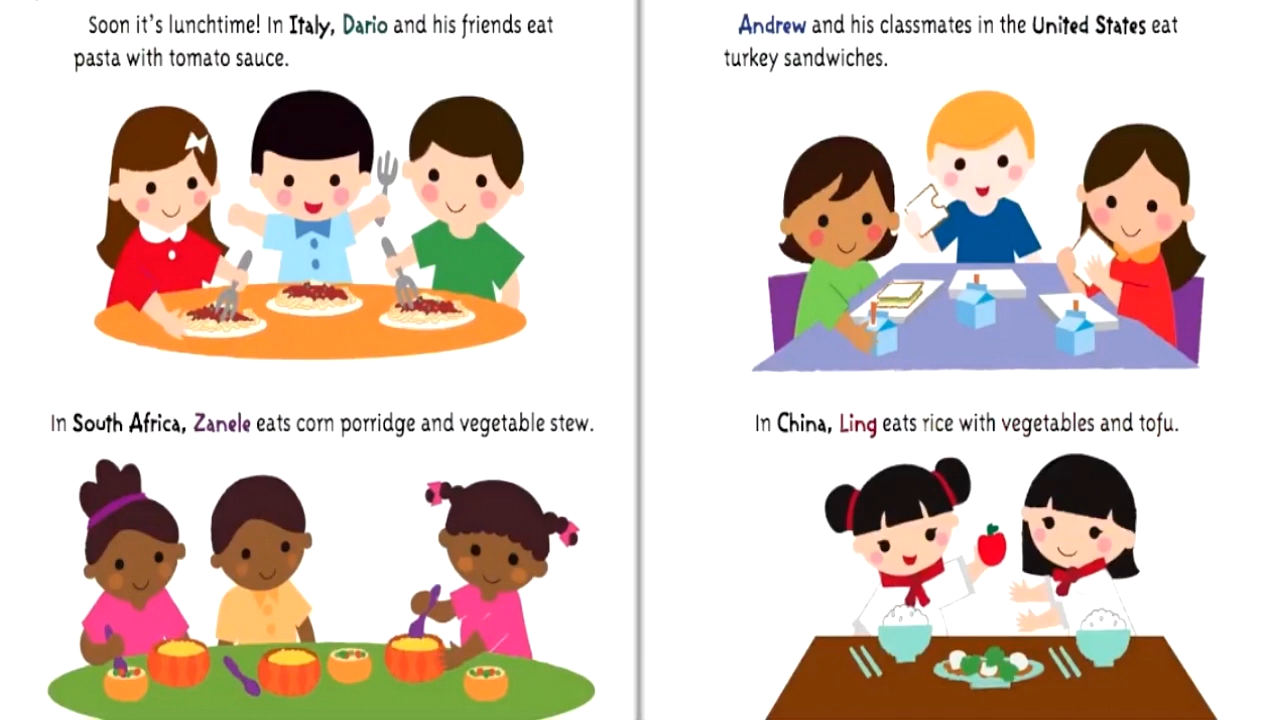 Soon it's lunchtime! In Italy, Dario and his friends eat
pasta with tomato sauce.
In South Africa, Zanele eats corn porridge and vegetable stew.
Andrew and his classmates in the United States eat
turkey sandwiches.
In China, Ling eats rice with vegetables and tofu.